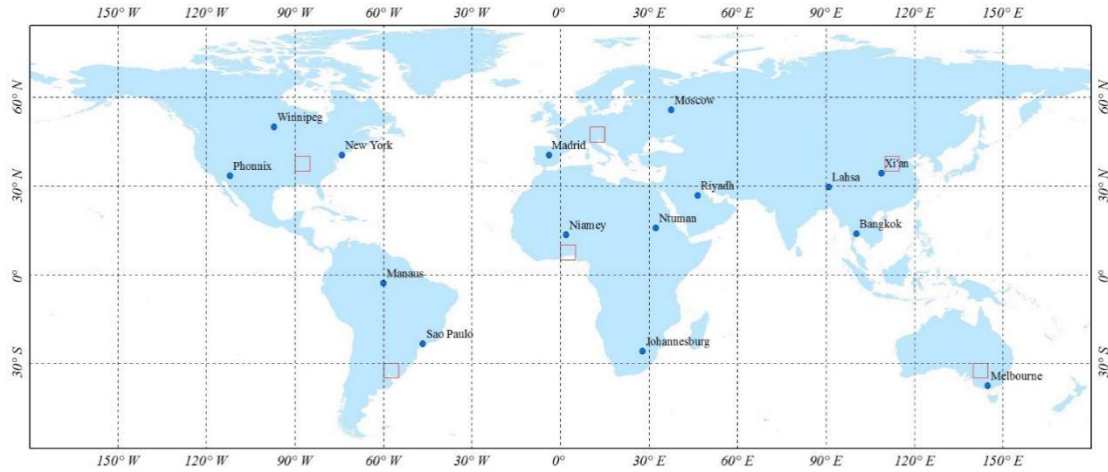 150° W 120° W 90° W 60° W 30° W 0° 30° E 60° E 90° E 120° E 150° E
60° N 60° N
Moscow
Winnipeg
New York
Madrid
Phonnix
Xi'an
Lahsa
30° N 30° N
Riyadh
Niamey
Ntuman
Bangkok
0° 0°
Manaus
Sao Paulo
Johannesburg
30° S 30° S
Melbourne
150° W 120° W 90° W 60° W 30° W 0° 30° E 60° E 90° E 120° E 150° E